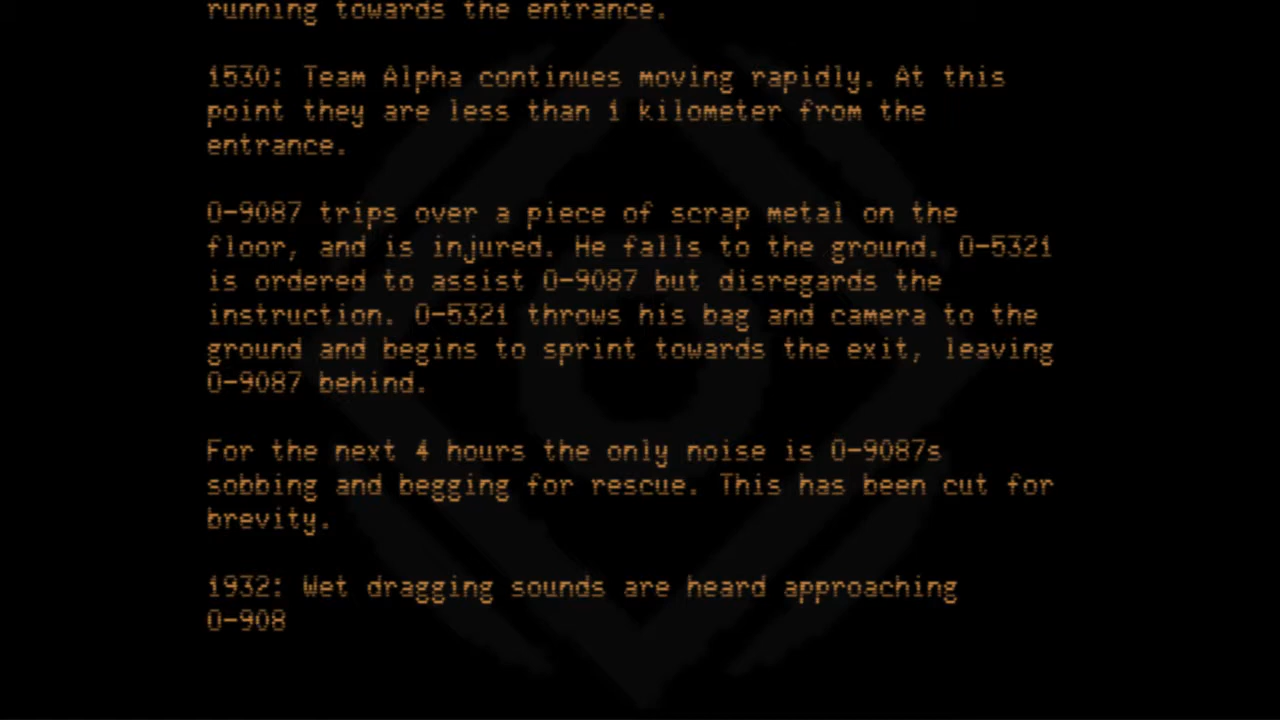 running towards the entrance.
1530: Team Alpha continues moving rapidly. At this
point they are less than 1 kilometer from the
entrance.
O-9087 trips over a piece of scrap metal on the
floor, and is injured. He falls to the ground. O-5321
is ordered to assist O-9087 but disregards the
instruction. O-5321 throws his bag and camera to the
ground and begins to sprint towards the exit, leaving
O-9087 behind.
For the next 4 hours the only noise is O-9087s
sobbing and begging for rescue. This has been cut for
brevity.
1932: Wet dragging sounds are heard approaching
O-908